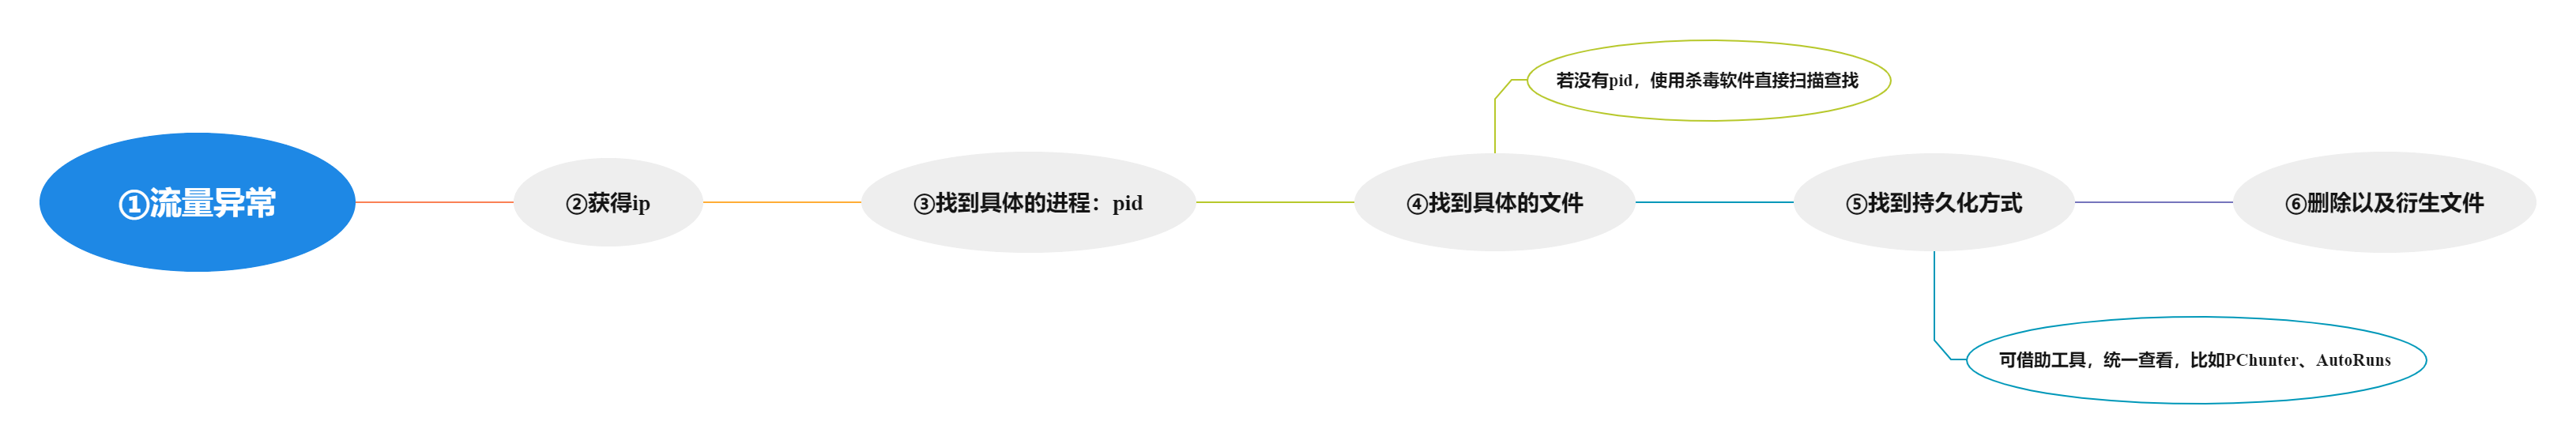 ①流量异常
②获得ip
③找到具体的进程：pid
若没有pid，使用杀毒软件直接扫描查找
④找到具体的文件
⑤找到持久化方式
可借助工具，统一查看，比如PChunter、AutoRuns
⑥删除以及衍生文件